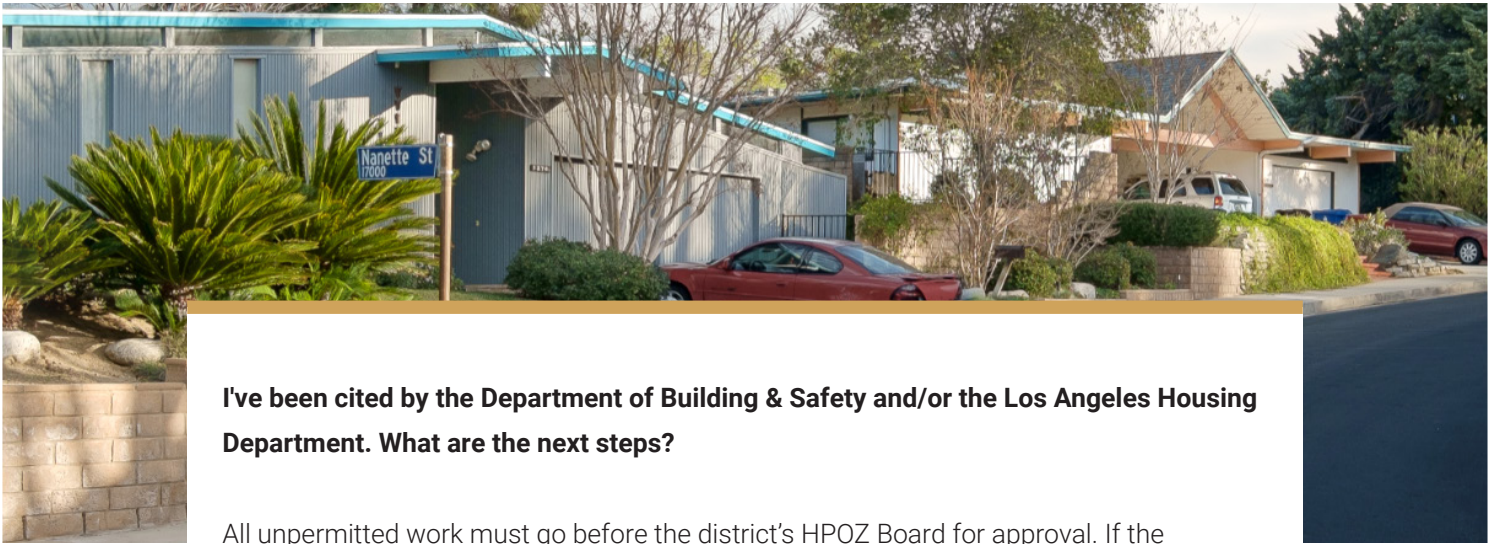 Nanette St
17000
I've been cited by the Department of Building & Safety and/or the Los Angeles Housing
Department. What are the next steps?
All unpermitted work must go before the district's HPOZ Board for approval. If the